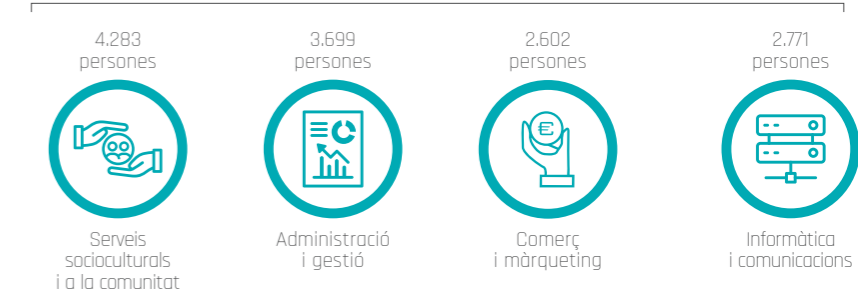 4.283
persones
3.699
persones
2.602
persones
2.771
persones
€
Serveis
socioculturals
i a la comunitat
Administració
i gestió
Comerç
i màrqueting
Informàtica
i comunicacions